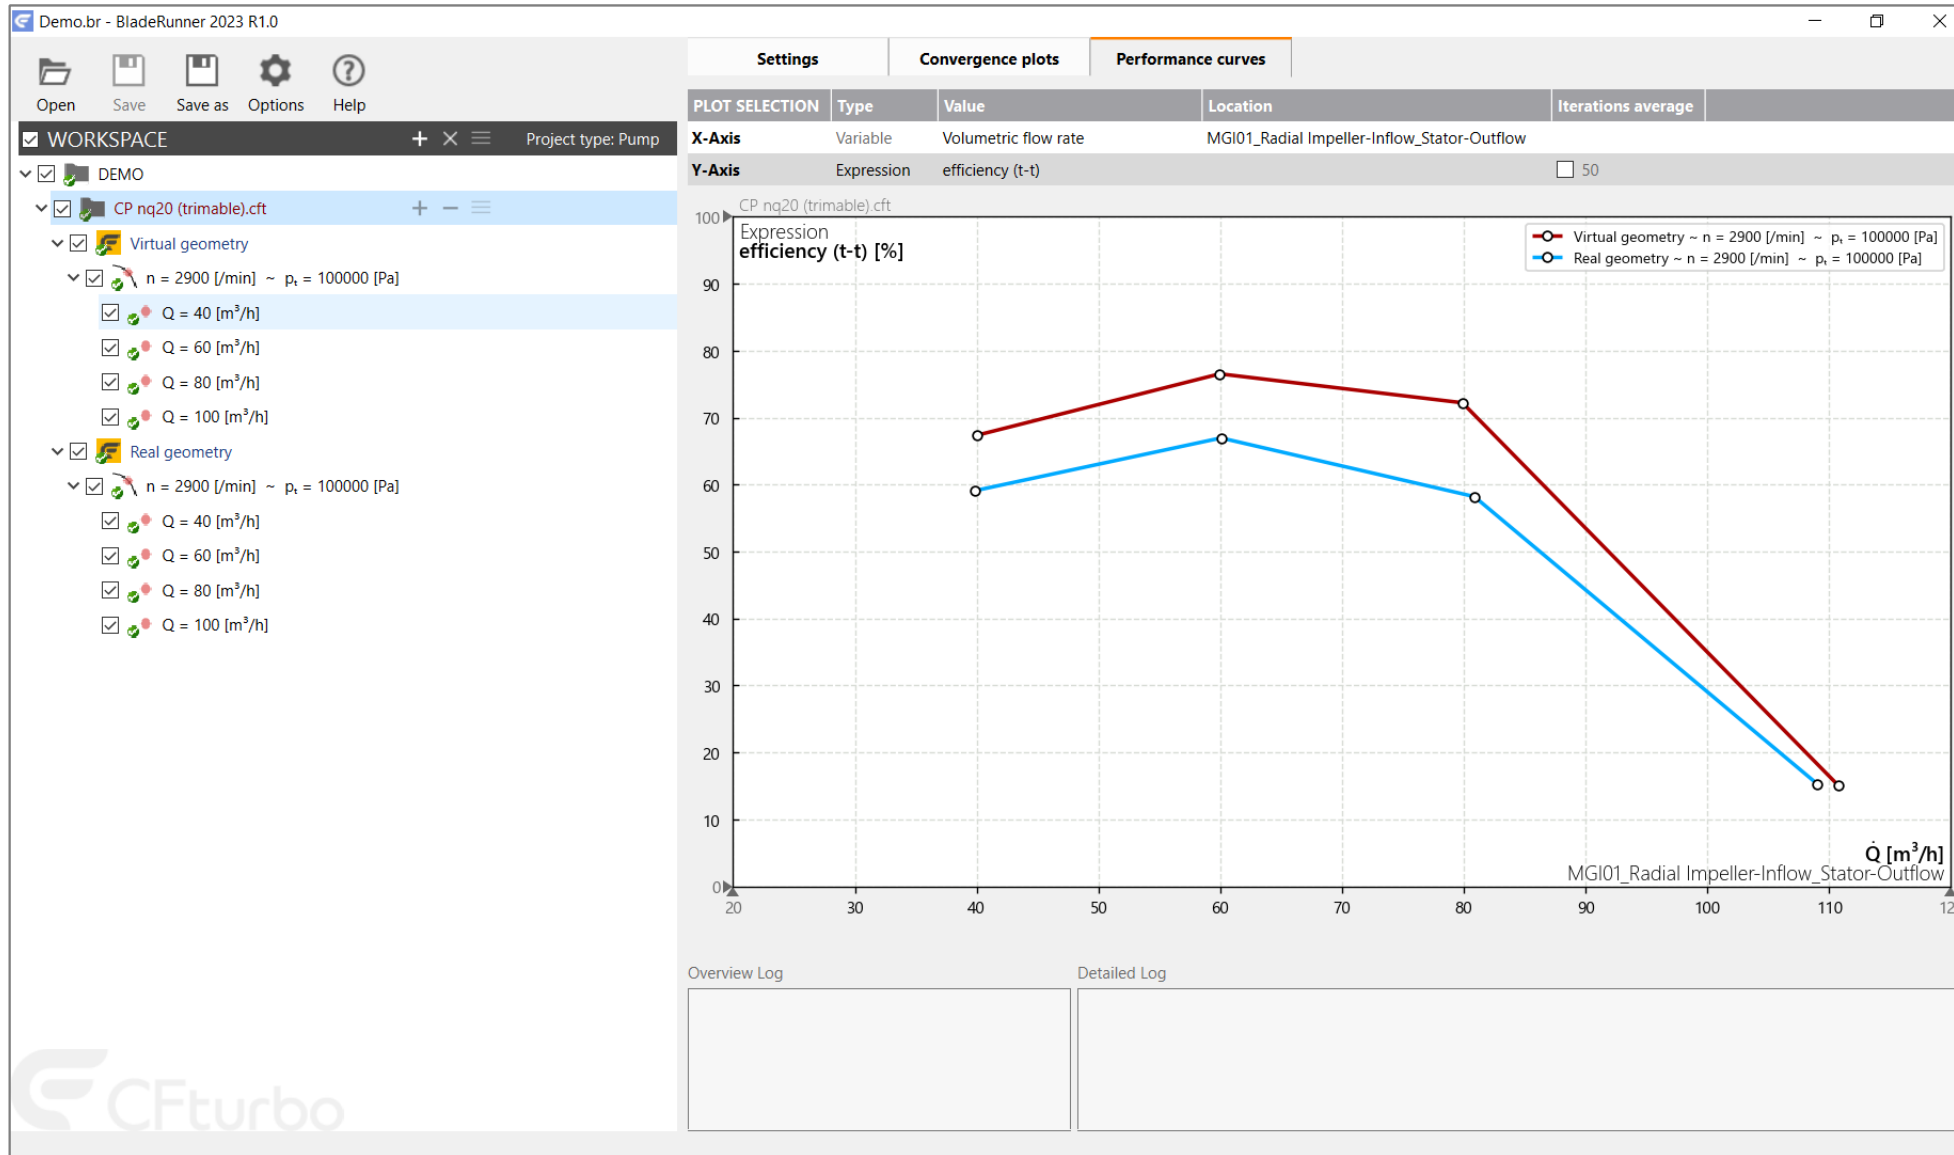 Demo.br - BladeRunner 2023 R1.0
Open Save Save as Options Help
WORKSPACE Project type: Pump
DEMO
CP nq20 (trimable).cft
Virtual geometry
n = 2900 [/min] ~ pₜ = 100000 [Pa]
Q = 40 [m³/h]
Q = 60 [m³/h]
Q = 80 [m³/h]
Q = 100 [m³/h]
Real geometry
n = 2900 [/min] ~ pₜ = 100000 [Pa]
Q = 40 [m³/h]
Q = 60 [m³/h]
Q = 80 [m³/h]
Q = 100 [m³/h]
CFturbo
Settings Convergence plots Performance curves
PLOT SELECTION Type Value Location Iterations average
X-Axis Variable Volumetric flow rate MGI01_Radial Impeller-Inflow_Stator-Outflow
Y-Axis Expression efficiency (t-t) 50
CP nq20 (trimable).cft
Expression
efficiency (t-t) [%]
Virtual geometry ~ n = 2900 [/min] ~ pₜ = 100000 [Pa]
Real geometry ~ n = 2900 [/min] ~ pₜ = 100000 [Pa]
100
90
80
70
60
50
40
30
20
10
0
Q̇ [m³/h]
MGI01_Radial Impeller-Inflow_Stator-Outflow
20 30 40 50 60 70 80 90 100 110 12
Overview Log Detailed Log